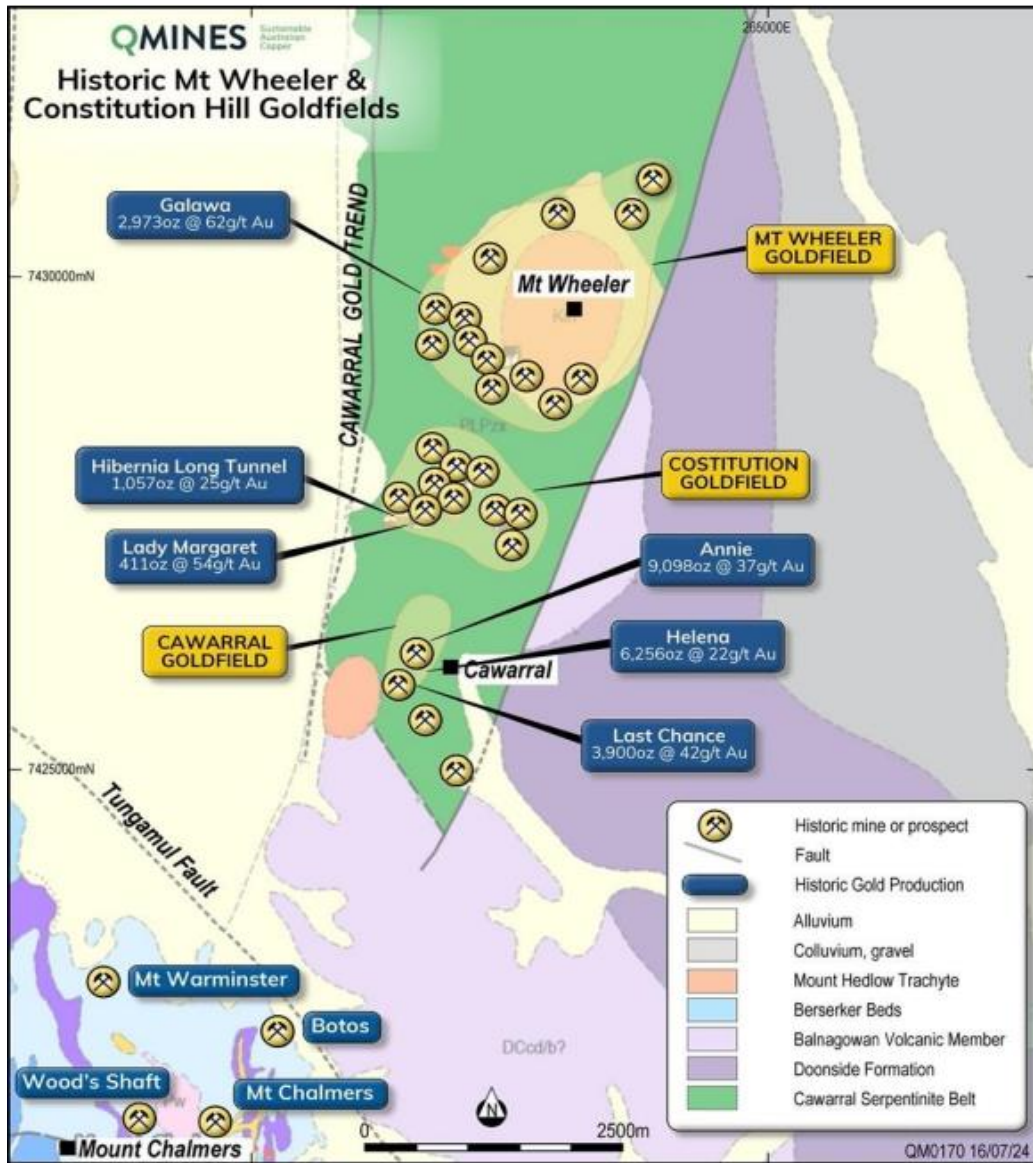 QMINES Sustainable
Australian
Copper
Historic Mt Wheeler &
Constitution Hill Goldfields
265000E
CAWARRAL GOLD TREND
Galawa
2,973oz @ 62g/t Au
MT WHEELER
GOLDFIELD
7430000mN
Mt Wheeler
PLPzx
Hibernia Long Tunnel
1,057oz @ 25g/t Au
COSTITUTION
GOLDFIELD
Lady Margaret
411oz @ 54g/t Au
Annie
9,098oz @ 37g/t Au
CAWARRAL
GOLDFIELD
Helena
6,256oz @ 22g/t Au
Cawarral
Last Chance
3,900oz @ 42g/t Au
7425000mN
Tungamul Fault
Historic mine or prospect
Fault
Historic Gold Production
Alluvium
Colluvium, gravel
Mount Hedlow Trachyte
Berserker Beds
Balnagowan Volcanic Member
Doonside Formation
Cawarral Serpentinite Belt
Mt Warminster
Botos
DCcd/b?
Wood's Shaft
Mt Chalmers
Mount Chalmers
N
0 2500m
QM0170 16/07/24